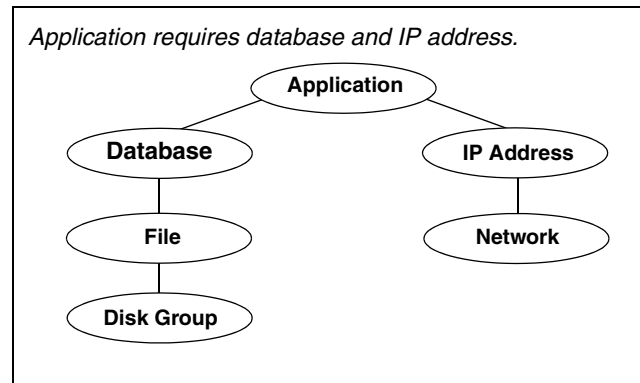 Application requires database and IP address.
Application
Database
IP Address
File
Network
Disk Group